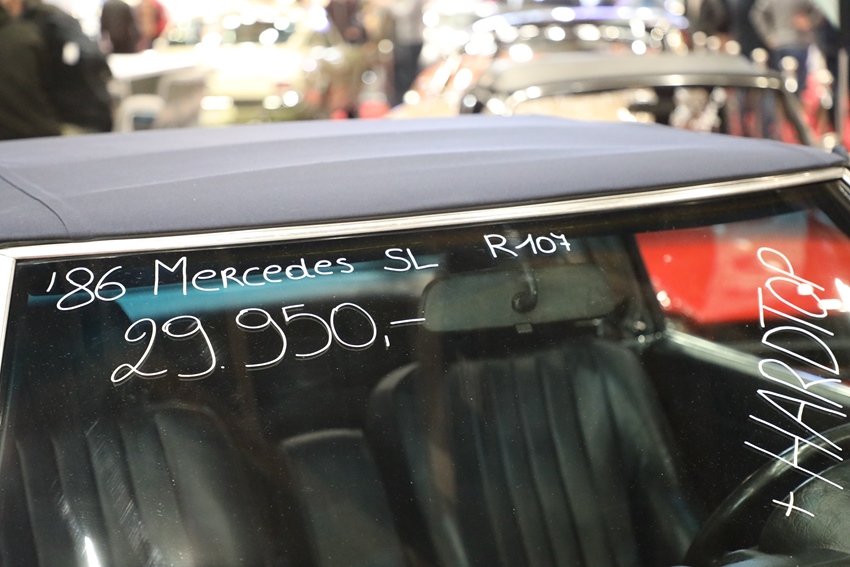 '86 Mercedes SL R107
29.950,-
+ HARDTOP